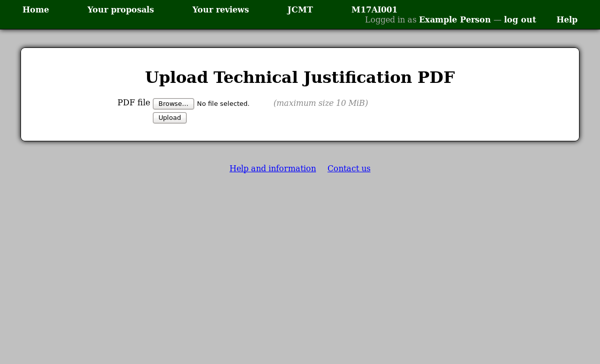 Home Your proposals Your reviews JCMT M17AI001
Logged in as Example Person — log out Help
Upload Technical Justification PDF
PDF file Browse... No file selected. (maximum size 10 MiB)
Upload
Help and information Contact us